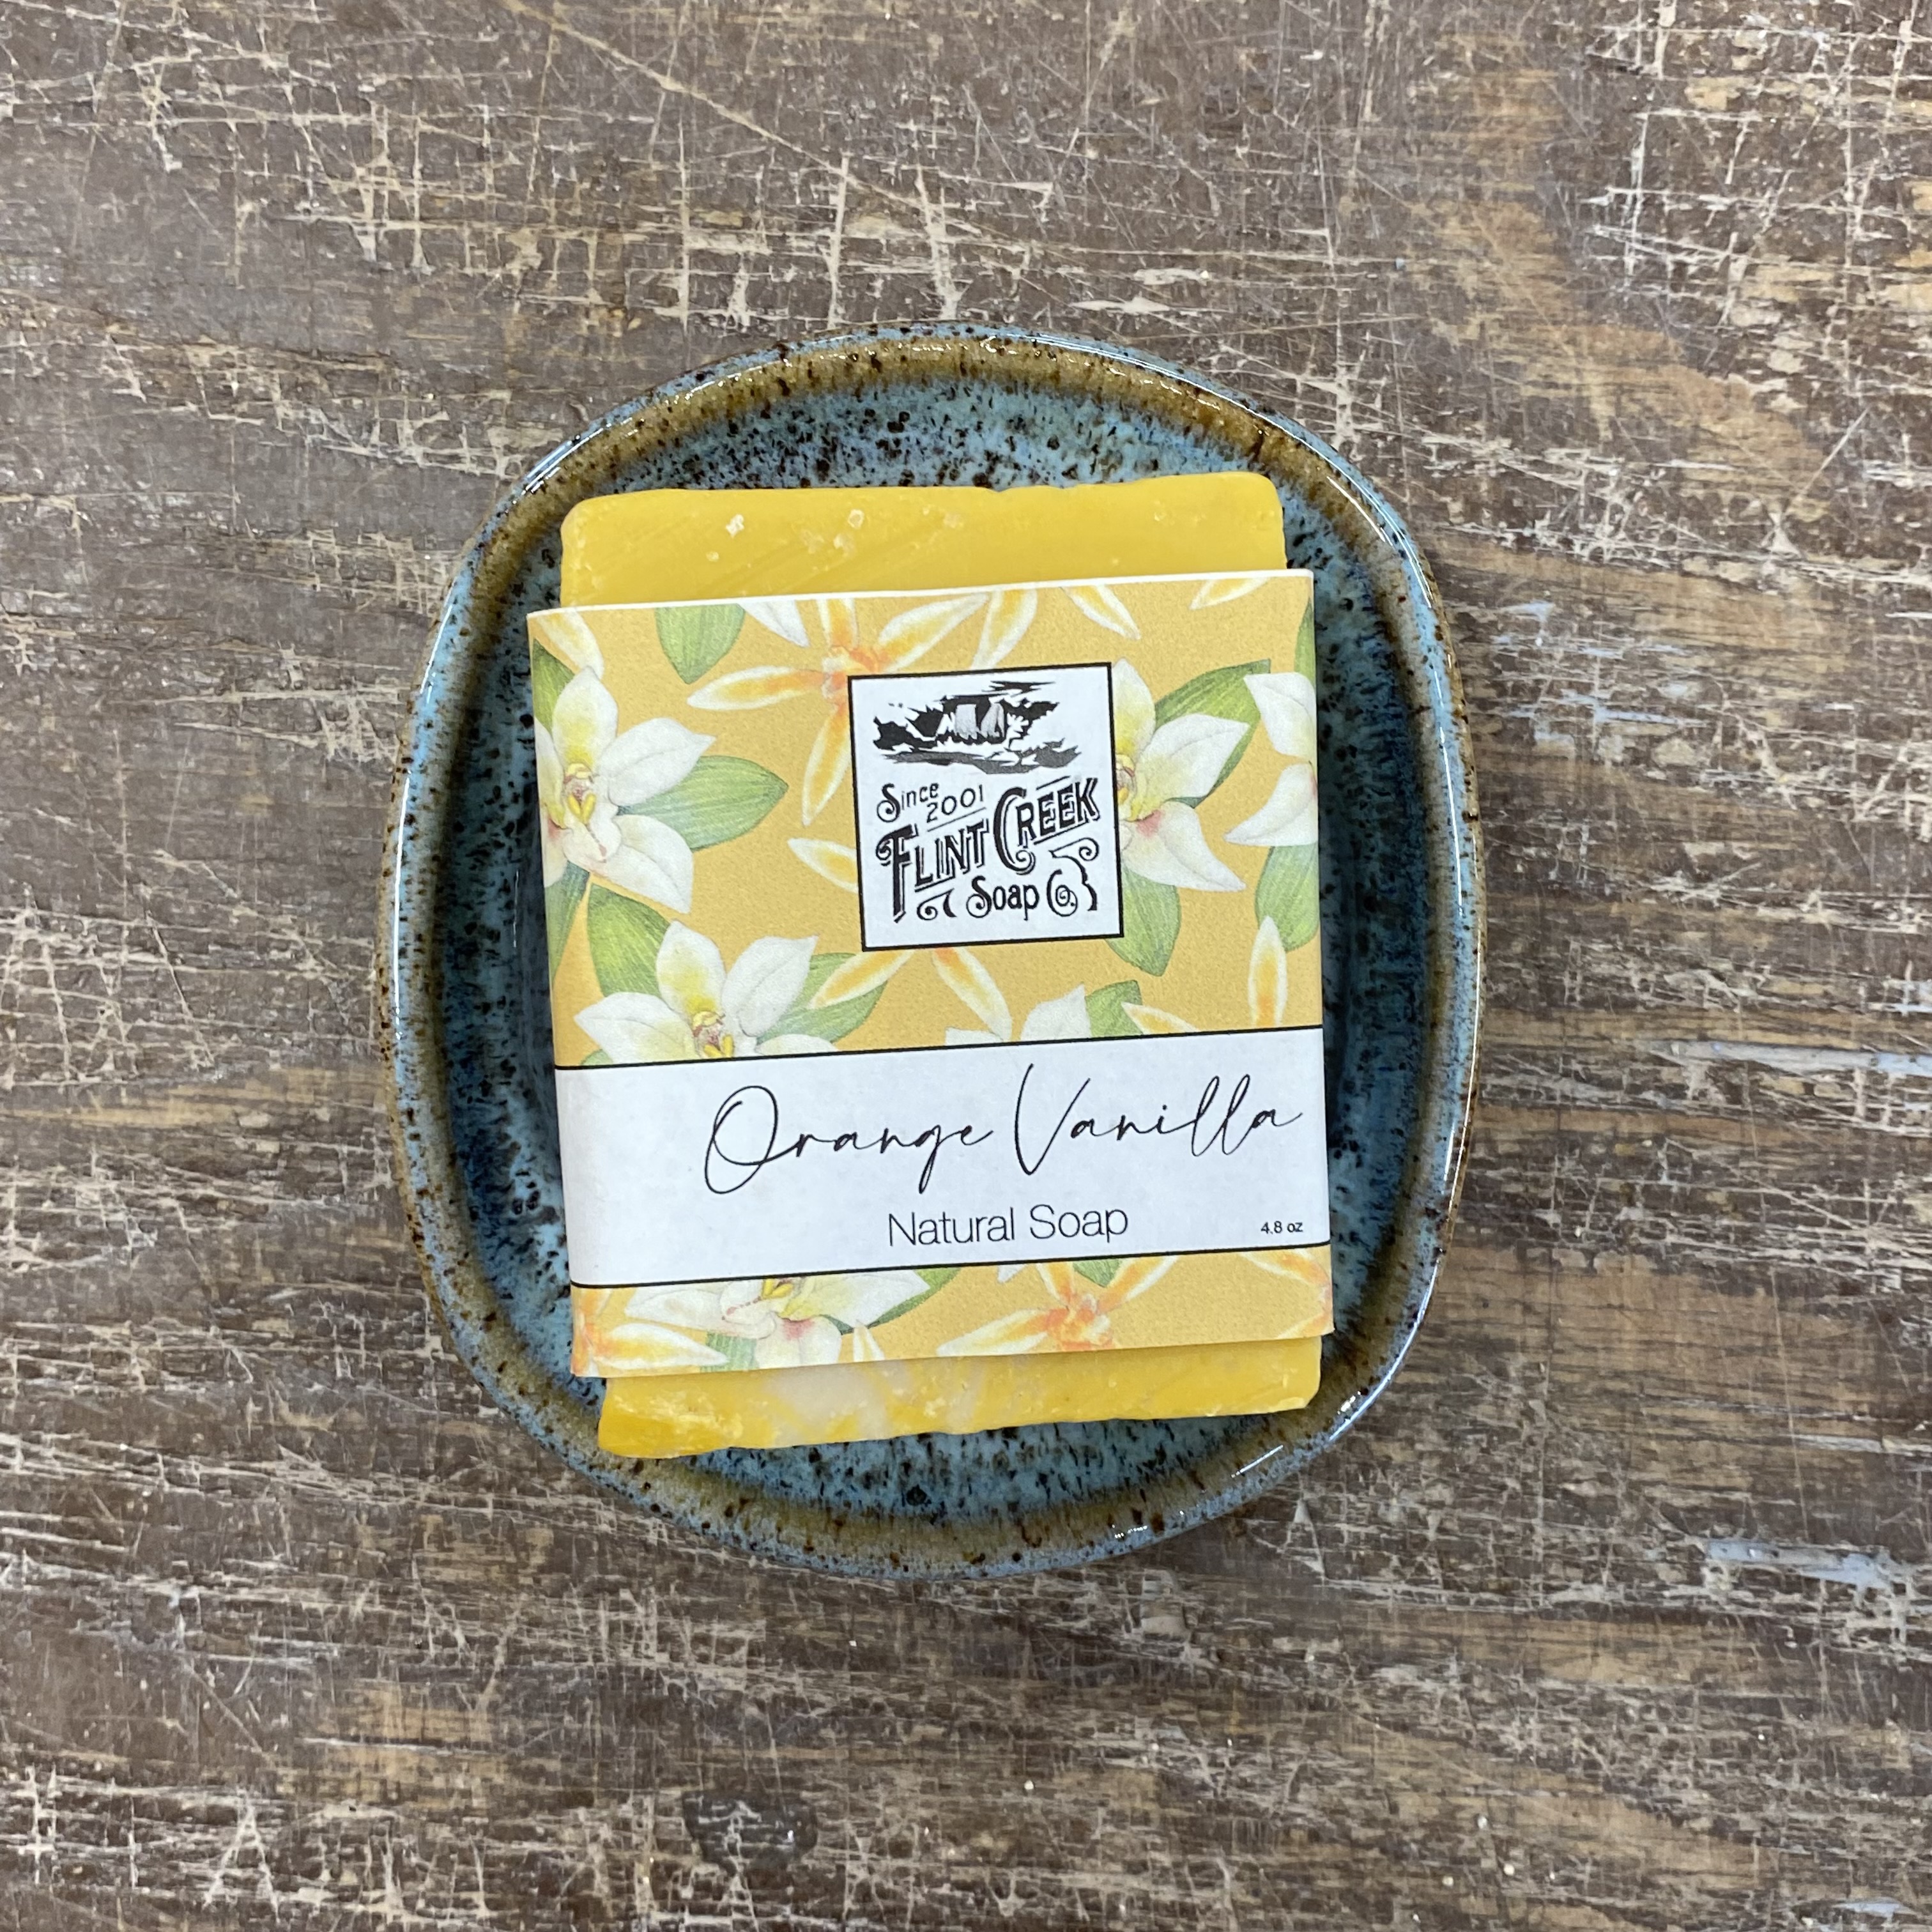 Since
2001
FLINT CREEK
Soap Co.
Orange Vanilla
Natural Soap
4.8 oz